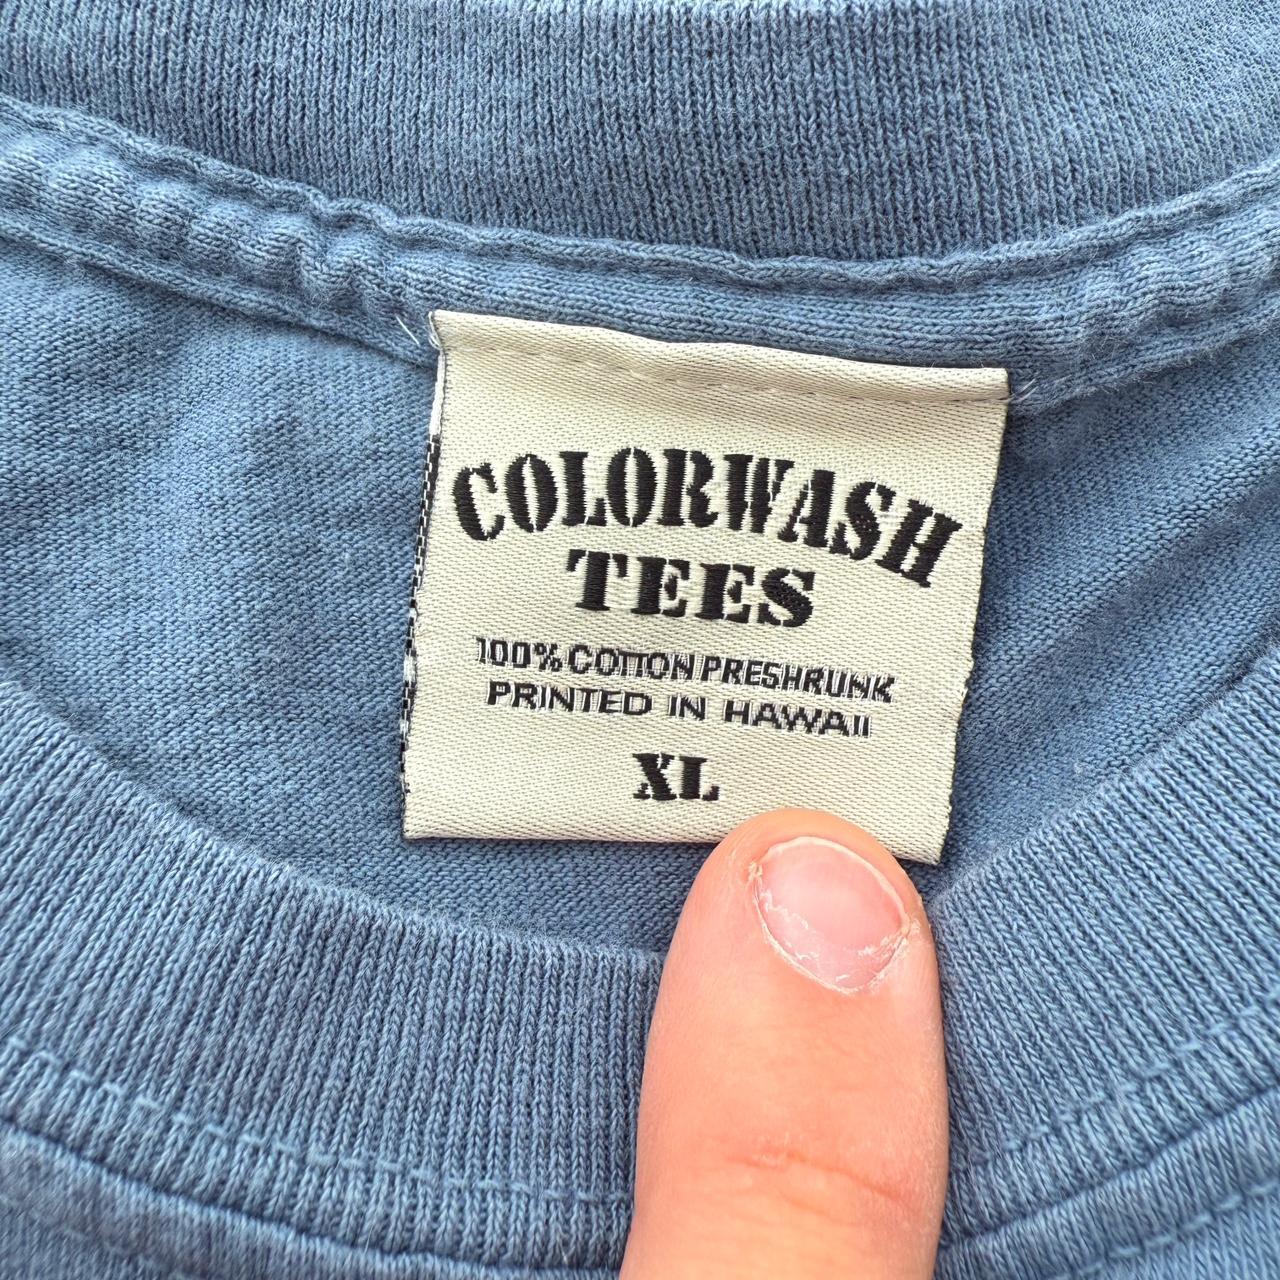 COLORWASH
TEES
100% COTTON PRESHRUNK
PRINTED IN HAWAII
XL